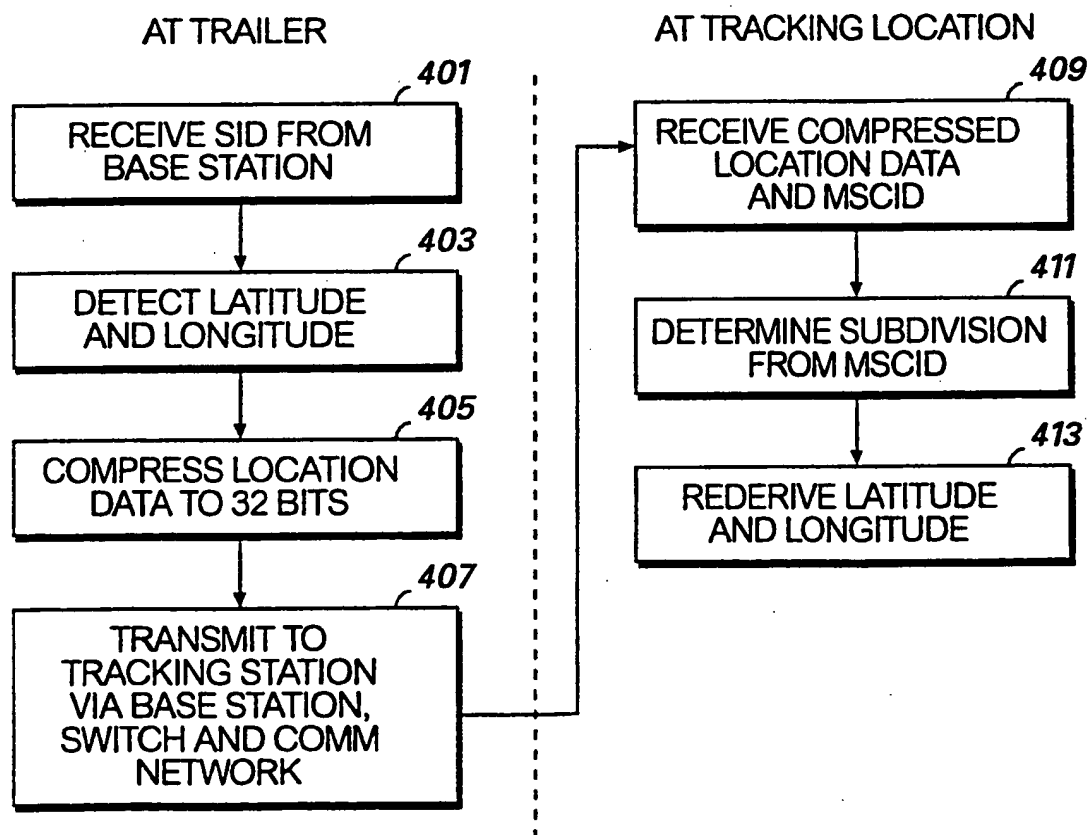 AT TRAILER
401
RECEIVE SID FROM
BASE STATION
403
DETECT LATITUDE
AND LONGITUDE
405
COMPRESS LOCATION
DATA TO 32 BITS
407
TRANSMIT TO
TRACKING STATION
VIA BASE STATION,
SWITCH AND COMM
NETWORK
AT TRACKING LOCATION
409
RECEIVE COMPRESSED
LOCATION DATA
AND MSCID
411
DETERMINE SUBDIVISION
FROM MSCID
413
REDERIVE LATITUDE
AND LONGITUDE